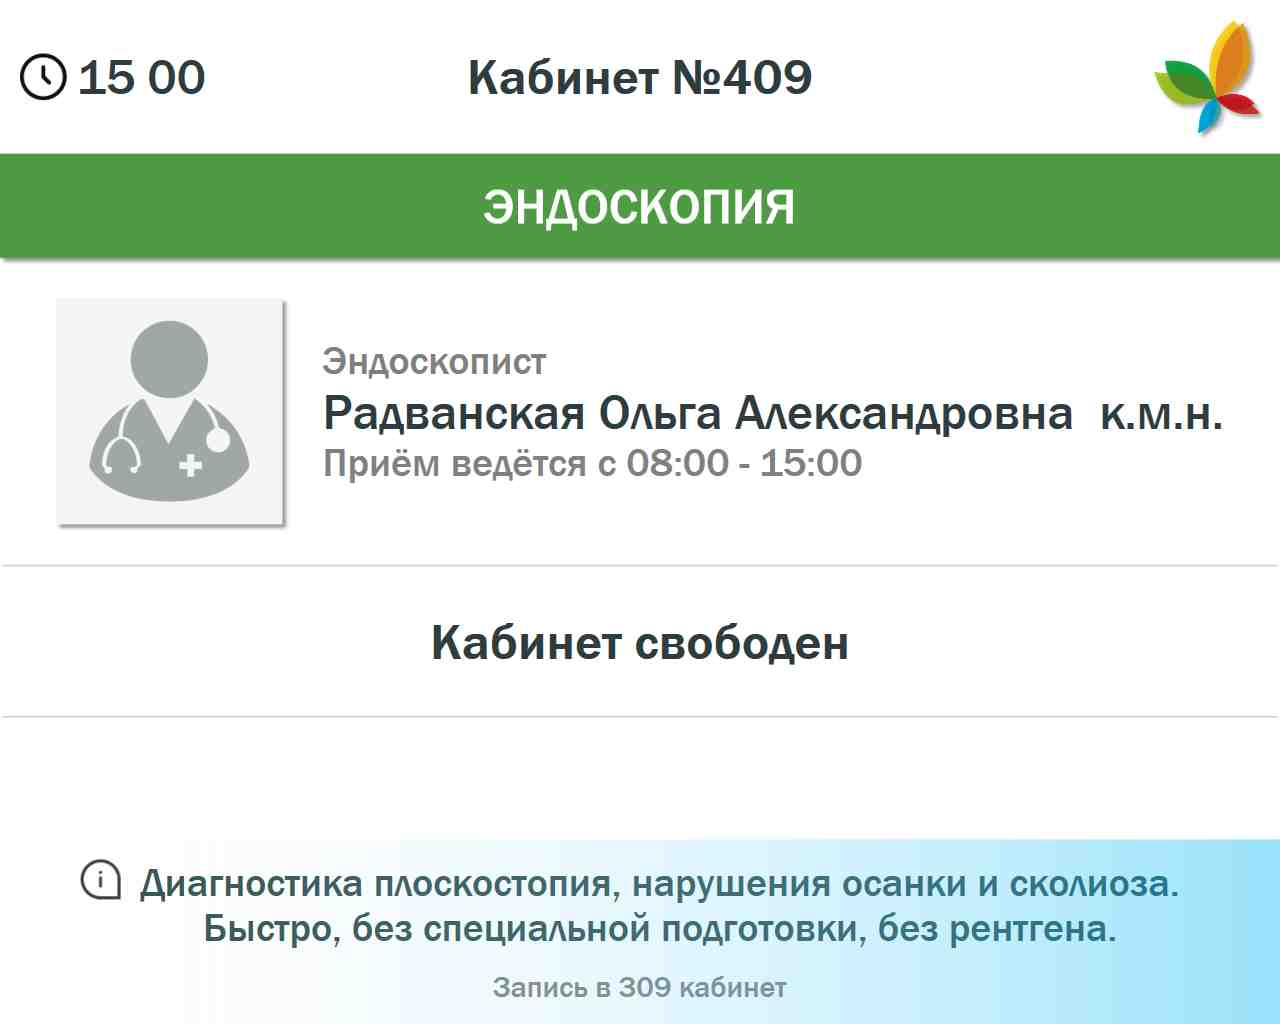 15 00
Кабинет №409
ЭНДОСКОПИЯ
Эндоскопист
Радванская Ольга Александровна к.м.н.
Приём ведётся с 08:00 - 15:00
Кабинет свободен
Диагностика плоскостопия, нарушения осанки и сколиоза.
Быстро, без специальной подготовки, без рентгена.
Запись в 309 кабинет